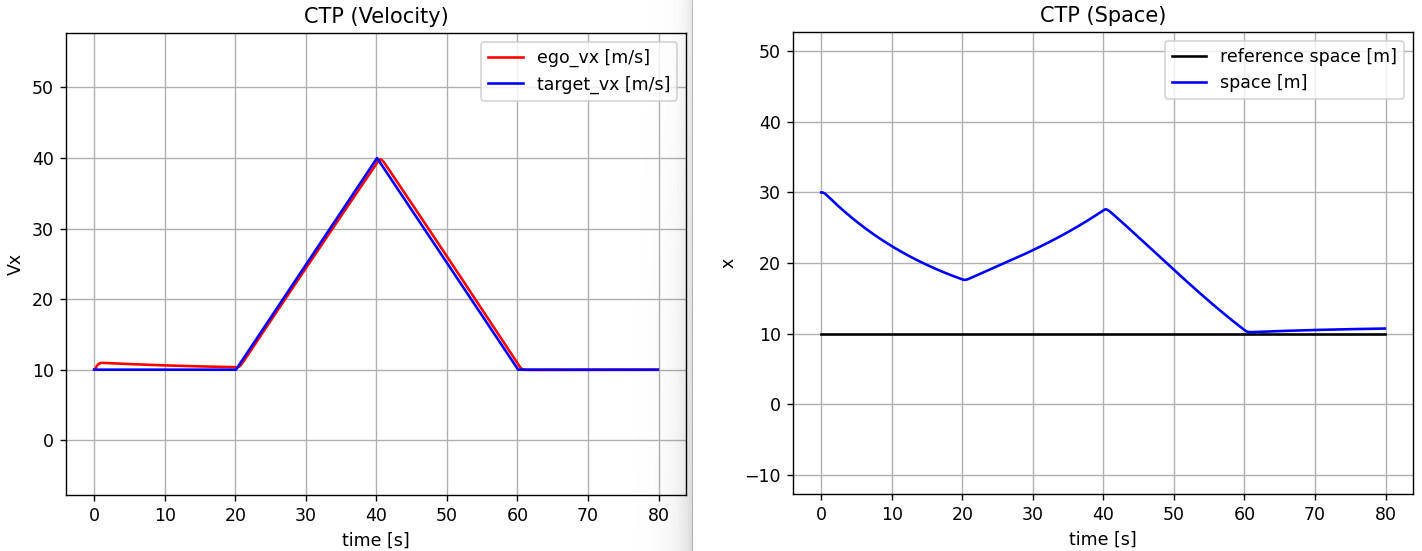 CTP (Velocity)
ego_vx [m/s]
target_vx [m/s]
Vx
50
40
30
20
10
0
0 10 20 30 40 50 60 70 80
time [s]
CTP (Space)
reference space [m]
space [m]
x
50
40
30
20
10
0
−10
0 10 20 30 40 50 60 70 80
time [s]